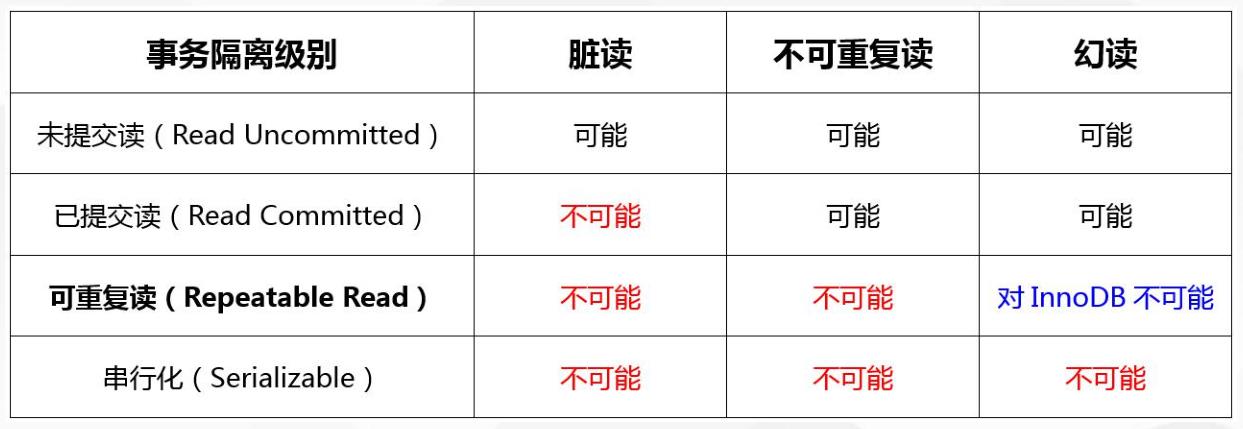 事务隔离级别 脏读 不可重复读 幻读
未提交读（Read Uncommitted） 可能 可能 可能
已提交读（Read Committed） 不可能 可能 可能
可重复读（Repeatable Read） 不可能 不可能 对 InnoDB 不可能
串行化（Serializable） 不可能 不可能 不可能